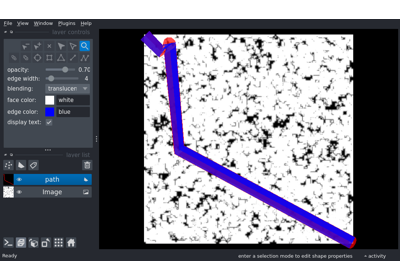 File View Window Plugins Help
layer controls
opacity: 0.70
edge width: 4
blending: translucen
face color: white
edge color: blue
display text:
layer list
path
Image
Ready enter a selection mode to edit shape properties activity